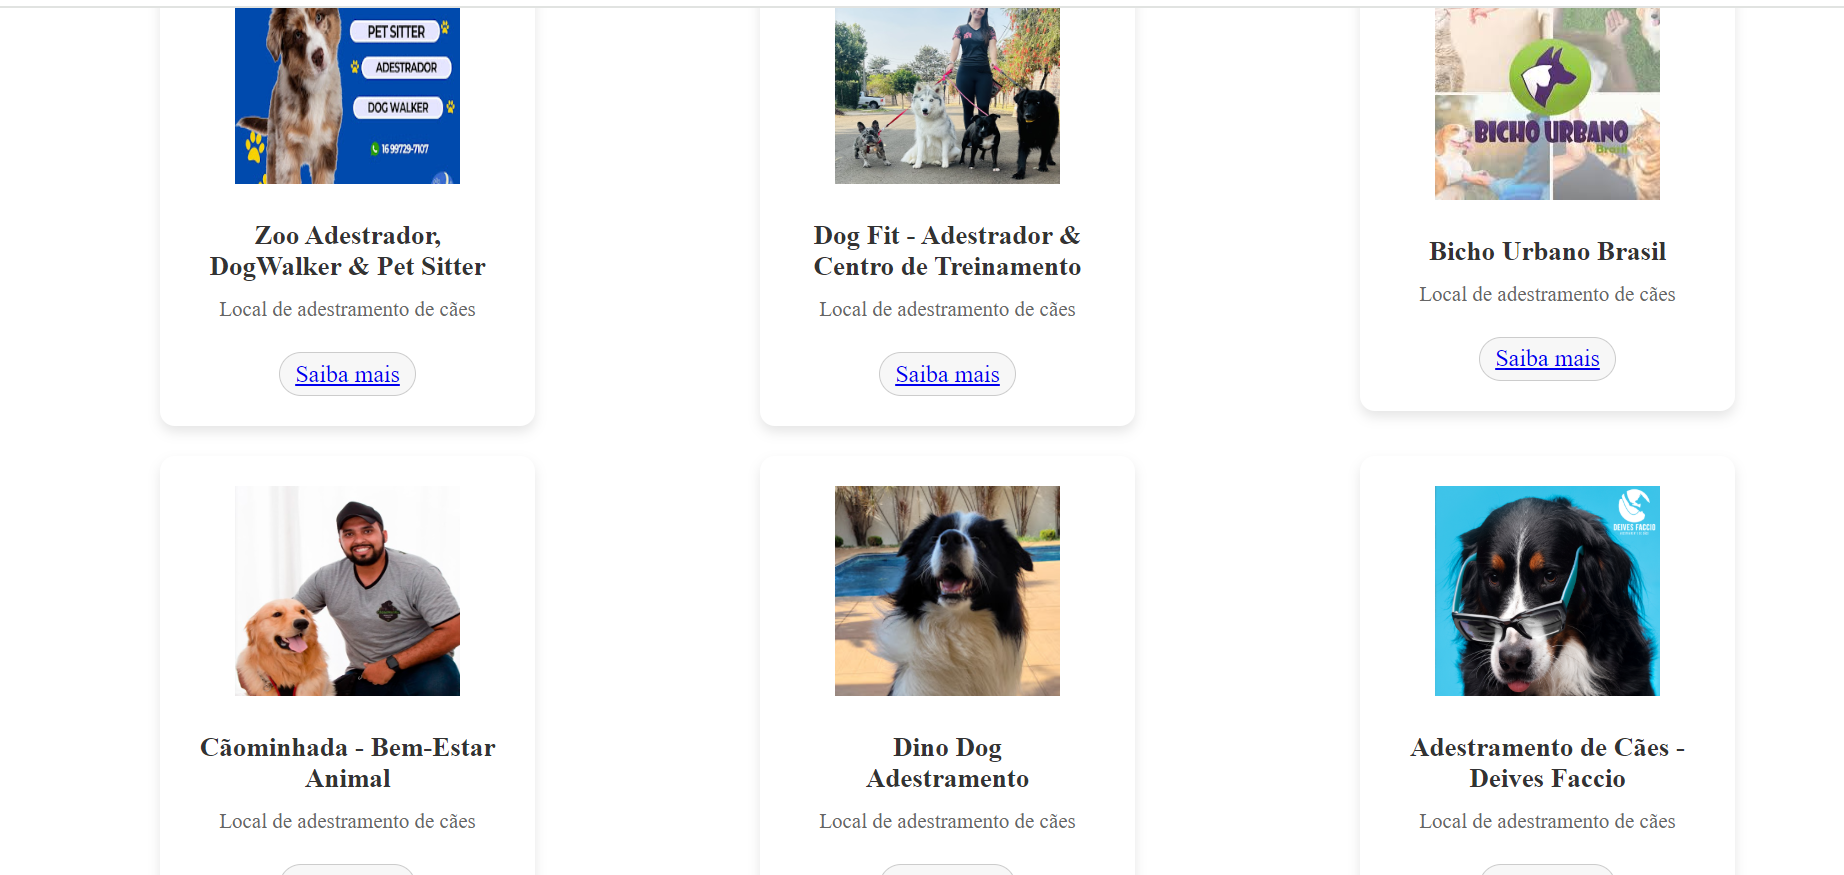 PET SITTER
ADESTRADOR
DOG WALKER
16 99729-7107
BICHO URBANO
Brasil
Zoo Adestrador,
DogWalker & Pet Sitter
Local de adestramento de cães
Saiba mais
Dog Fit - Adestrador &
Centro de Treinamento
Local de adestramento de cães
Saiba mais
Bicho Urbano Brasil
Local de adestramento de cães
Saiba mais
DEIVES FACCIO
Cãominhada - Bem-Estar
Animal
Local de adestramento de cães
Dino Dog
Adestramento
Local de adestramento de cães
Adestramento de Cães -
Deives Faccio
Local de adestramento de cães